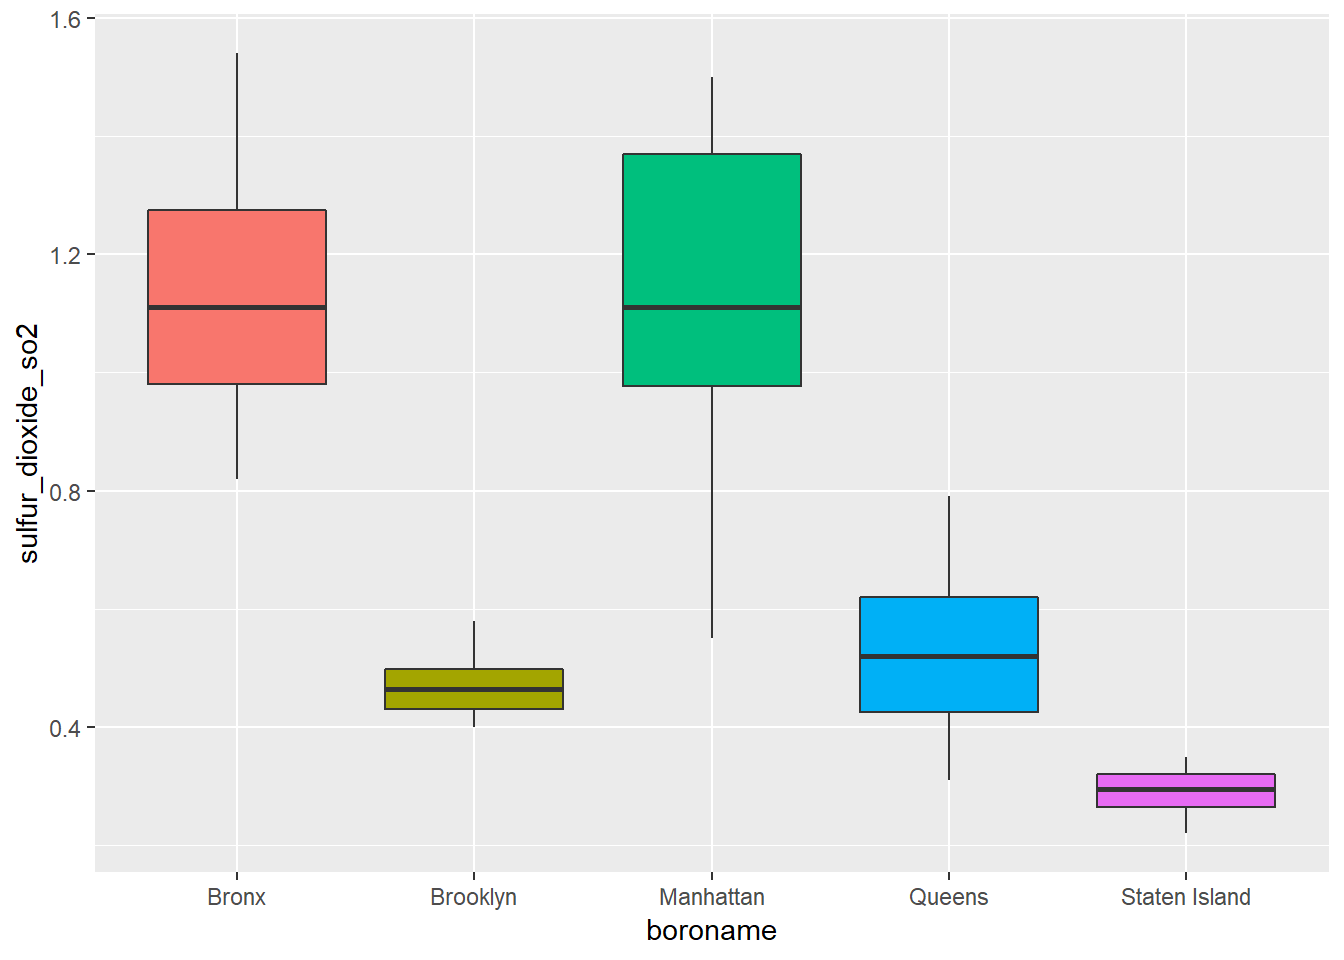 sulfur_dioxide_so2
1.6
1.2
0.8
0.4
Bronx Brooklyn Manhattan Queens Staten Island
boroname